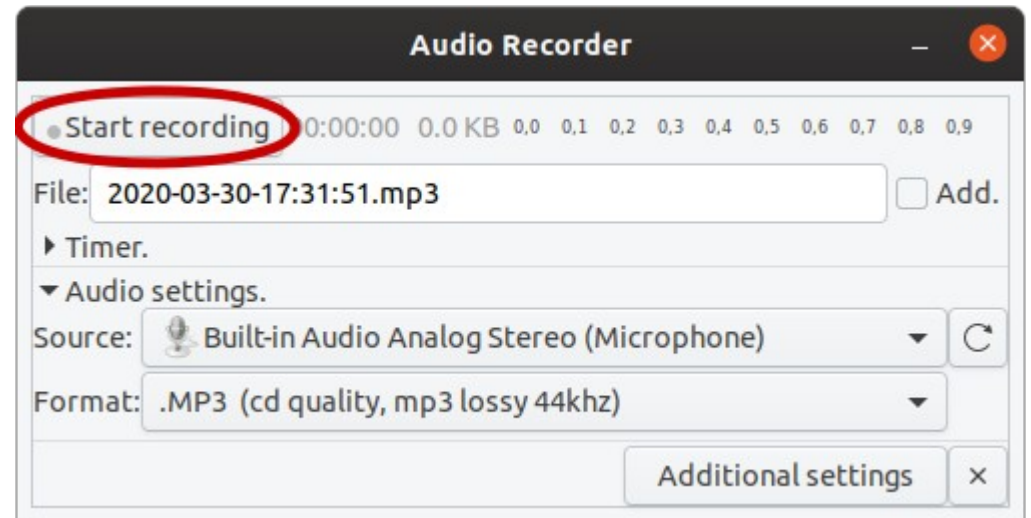 Audio Recorder
Start recording 00:00:00 0.0 KB 0,0 0,1 0,2 0,3 0,4 0,5 0,6 0,7 0,8 0,9
File: 2020-03-30-17:31:51.mp3 Add.
Timer.
Audio settings.
Source: Built-in Audio Analog Stereo (Microphone)
Format: .MP3 (cd quality, mp3 lossy 44khz)
Additional settings